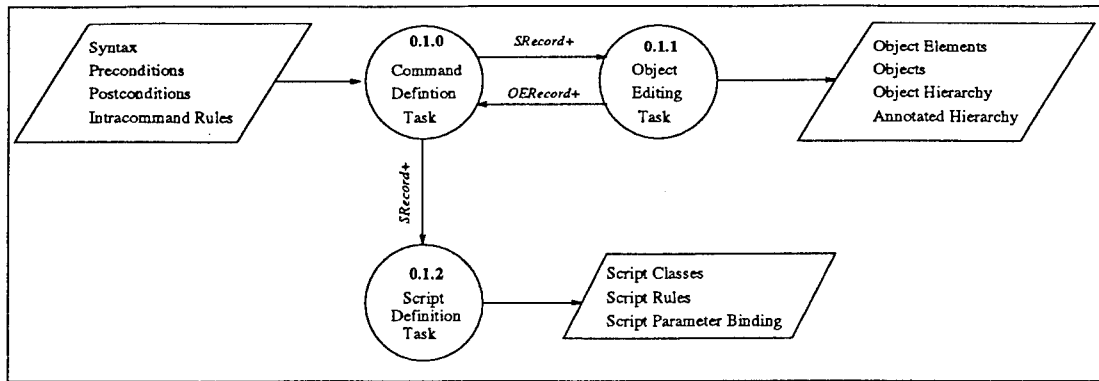 Syntax
Preconditions
Postconditions
Intracommand Rules
0.1.0
Command
Defintion
Task
SRecord+
OERecord+
0.1.1
Object
Editing
Task
Object Elements
Objects
Object Hierarchy
Annotated Hierarchy
SRecord+
0.1.2
Script
Definition
Task
Script Classes
Script Rules
Script Parameter Binding